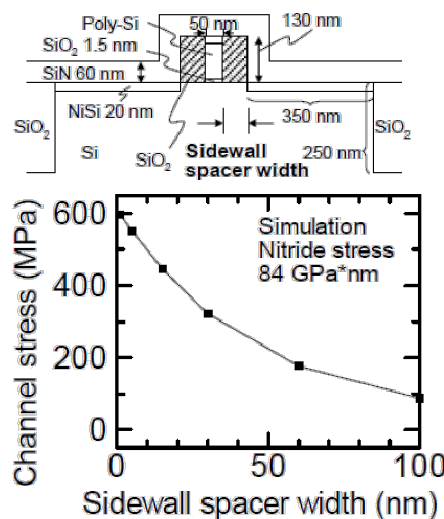 Poly-Si
50 nm
130 nm
SiO2 1.5 nm
SiN 60 nm
NiSi 20 nm
350 nm
SiO2
Si
SiO2
Sidewall
spacer width
250 nm
SiO2
Channel stress (MPa)
600
400
200
0
Simulation
Nitride stress
84 GPa*nm
0
50
100
Sidewall spacer width (nm)